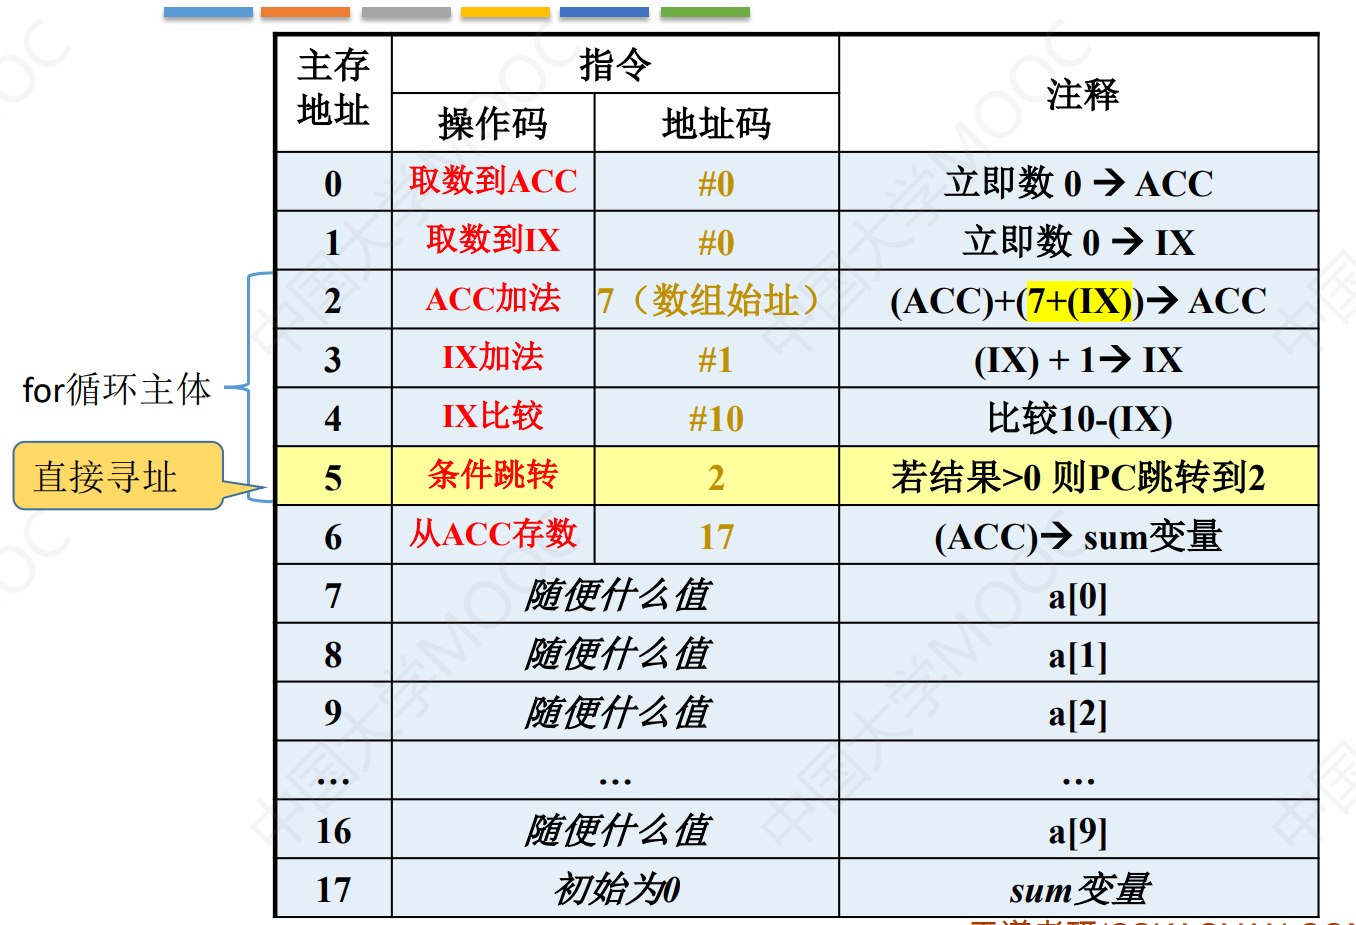 主存地址 指令 注释
操作码 地址码
0 取数到ACC #0 立即数 0 → ACC
1 取数到IX #0 立即数 0 → IX
2 ACC加法 7（数组始址） (ACC)+(7+(IX))→ ACC
3 IX加法 #1 (IX) + 1→ IX
for循环主体
4 IX比较 #10 比较10-(IX)
直接寻址
5 条件跳转 2 若结果>0 则PC跳转到2
6 从ACC存数 17 (ACC)→ sum变量
7 随便什么值 a[0]
8 随便什么值 a[1]
9 随便什么值 a[2]
… … …
16 随便什么值 a[9]
17 初始为0 sum变量
中国大学MOOC